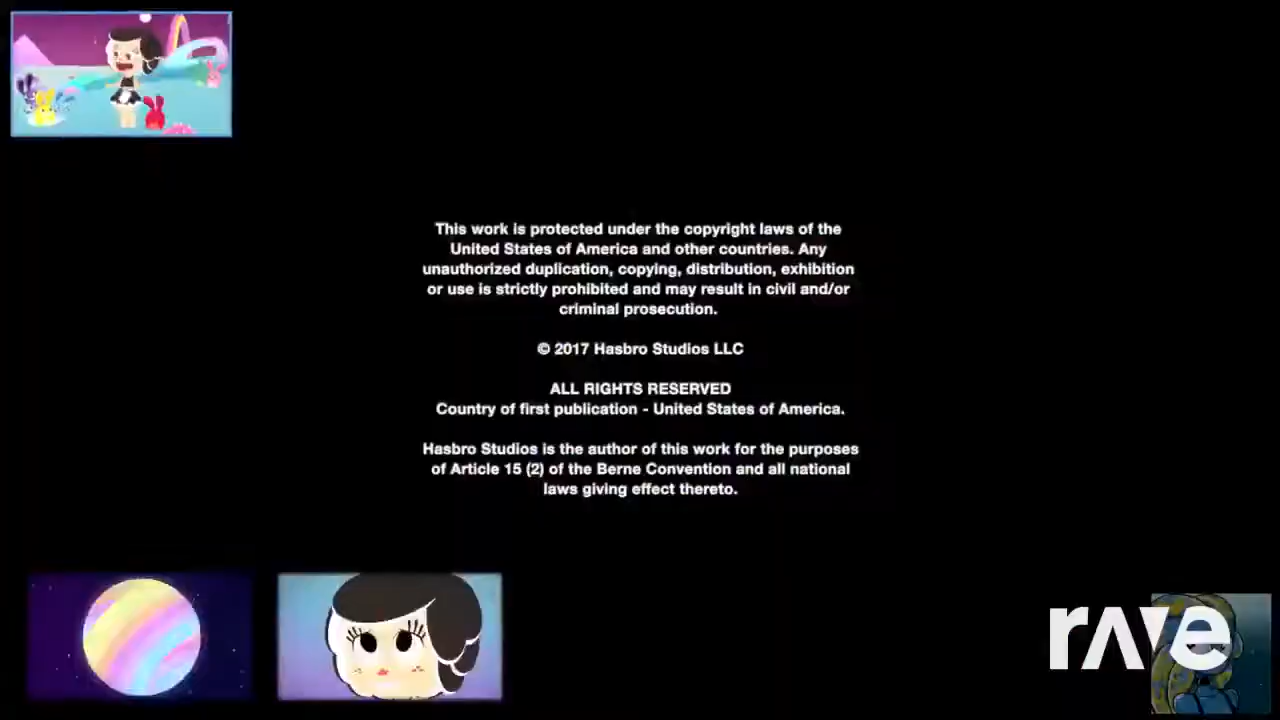 This work is protected under the copyright laws of the
United States of America and other countries. Any
unauthorized duplication, copying, distribution, exhibition
or use is strictly prohibited and may result in civil and/or
criminal prosecution.
© 2017 Hasbro Studios LLC
ALL RIGHTS RESERVED
Country of first publication - United States of America.
Hasbro Studios is the author of this work for the purposes
of Article 15 (2) of the Berne Convention and all national
laws giving effect thereto.
rave